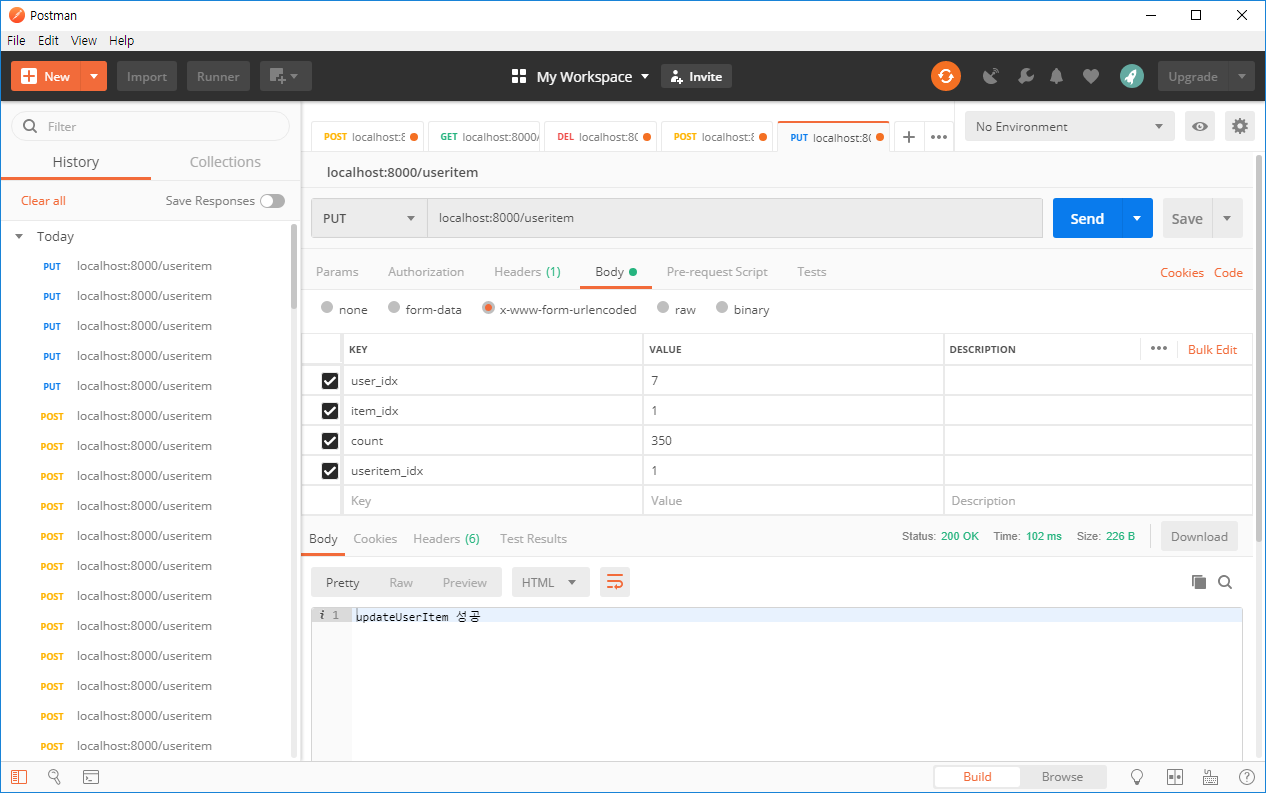 Postman
File Edit View Help
New Import Runner My Workspace Invite Upgrade
Filter
History Collections
Clear all Save Responses
Today
PUT localhost:8000/useritem
PUT localhost:8000/useritem
PUT localhost:8000/useritem
PUT localhost:8000/useritem
PUT localhost:8000/useritem
POST localhost:8000/useritem
POST localhost:8000/useritem
POST localhost:8000/useritem
POST localhost:8000/useritem
POST localhost:8000/useritem
POST localhost:8000/useritem
POST localhost:8000/useritem
POST localhost:8000/useritem
POST localhost:8000/useritem
POST localhost:8000/useritem
POST localhost:8000/useritem
POST localhost:8000/useritem
POST localhost:8 GET localhost:8000/ DEL localhost:80 POST localhost:8 PUT localhost:80 + ••• No Environment
localhost:8000/useritem
PUT localhost:8000/useritem Send Save
Params Authorization Headers (1) Body Pre-request Script Tests Cookies Code
none form-data x-www-form-urlencoded raw binary
KEY VALUE DESCRIPTION ••• Bulk Edit
user_idx 7
item_idx 1
count 350
useritem_idx 1
Key Value Description
Body Cookies Headers (6) Test Results Status: 200 OK Time: 102 ms Size: 226 B Download
Pretty Raw Preview HTML
i 1 updateUserItem 성공
Build Browse ?